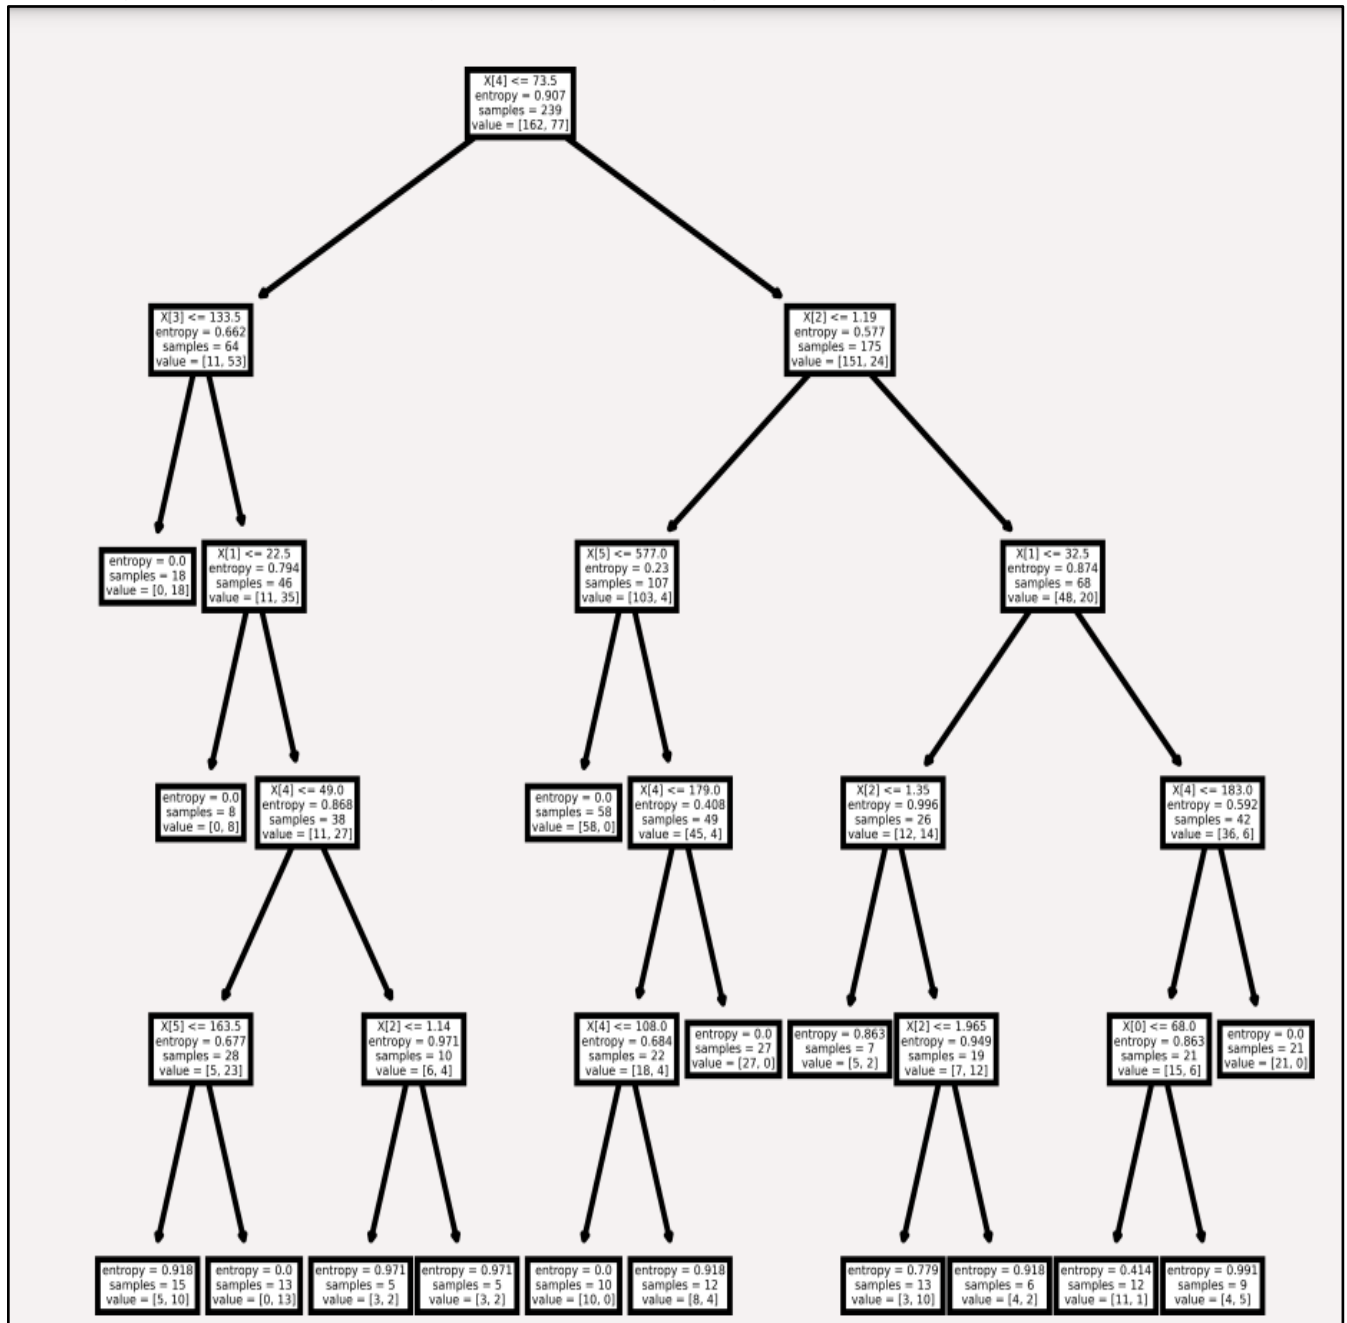 X[4] <= 73.5
entropy = 0.907
samples = 239
value = [162, 77]
X[3] <= 133.5
entropy = 0.662
samples = 64
value = [11, 53]
X[2] <= 1.19
entropy = 0.577
samples = 175
value = [151, 24]
entropy = 0.0
samples = 18
value = [0, 18]
X[1] <= 22.5
entropy = 0.794
samples = 46
value = [11, 35]
X[5] <= 577.0
entropy = 0.23
samples = 107
value = [103, 4]
X[1] <= 32.5
entropy = 0.874
samples = 68
value = [48, 20]
entropy = 0.0
samples = 8
value = [0, 8]
X[4] <= 49.0
entropy = 0.868
samples = 38
value = [11, 27]
entropy = 0.0
samples = 58
value = [58, 0]
X[4] <= 179.0
entropy = 0.408
samples = 49
value = [45, 4]
X[2] <= 1.35
entropy = 0.996
samples = 26
value = [12, 14]
X[4] <= 183.0
entropy = 0.592
samples = 42
value = [36, 6]
X[5] <= 163.5
entropy = 0.677
samples = 28
value = [5, 23]
X[2] <= 1.14
entropy = 0.971
samples = 10
value = [6, 4]
X[4] <= 108.0
entropy = 0.684
samples = 22
value = [18, 4]
entropy = 0.0
samples = 27
value = [27, 0]
entropy = 0.863
samples = 7
value = [5, 2]
X[2] <= 1.965
entropy = 0.949
samples = 19
value = [7, 12]
X[0] <= 68.0
entropy = 0.863
samples = 21
value = [15, 6]
entropy = 0.0
samples = 21
value = [21, 0]
entropy = 0.918
samples = 15
value = [5, 10]
entropy = 0.0
samples = 13
value = [0, 13]
entropy = 0.971
samples = 5
value = [3, 2]
entropy = 0.971
samples = 5
value = [3, 2]
entropy = 0.0
samples = 10
value = [10, 0]
entropy = 0.918
samples = 12
value = [8, 4]
entropy = 0.779
samples = 13
value = [3, 10]
entropy = 0.918
samples = 6
value = [4, 2]
entropy = 0.414
samples = 12
value = [11, 1]
entropy = 0.991
samples = 9
value = [4, 5]